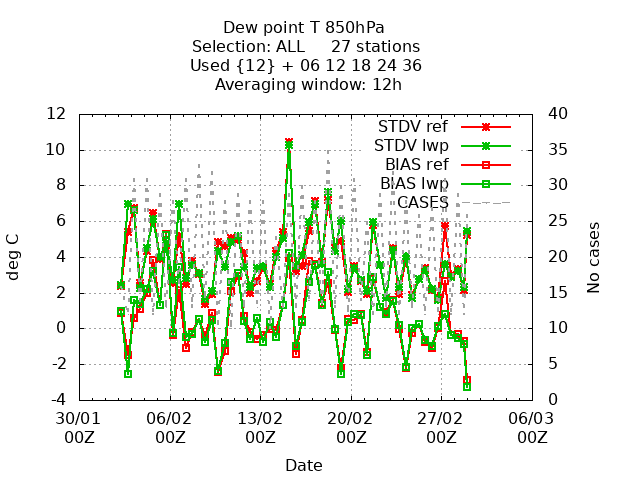 Dew point T 850hPa
Selection: ALL     27 stations
Used {12} + 06 12 18 24 36
Averaging window: 12h
deg C
12
10
8
6
4
2
0
-2
-4
STDV ref
STDV lwp
BIAS ref
BIAS lwp
CASES
40
35
30
25
20
15
10
5
0
No cases
30/01 06/02 13/02 20/02 27/02 06/03
00Z 00Z 00Z 00Z 00Z 00Z
Date